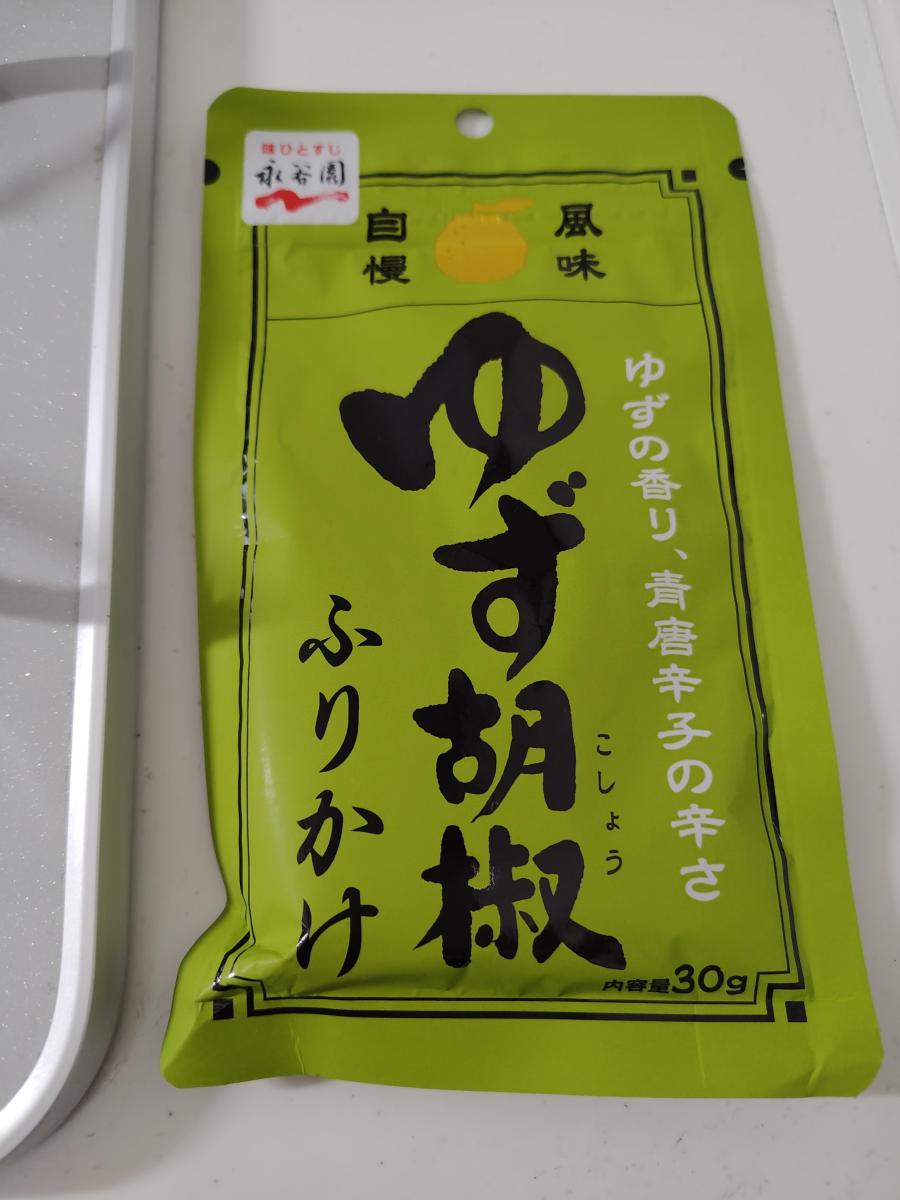 味ひとすじ
永谷園
風味
自慢
ゆずの香り、青唐辛子の辛さ
ゆず胡椒
こしょう
ふりかけ
内容量30g